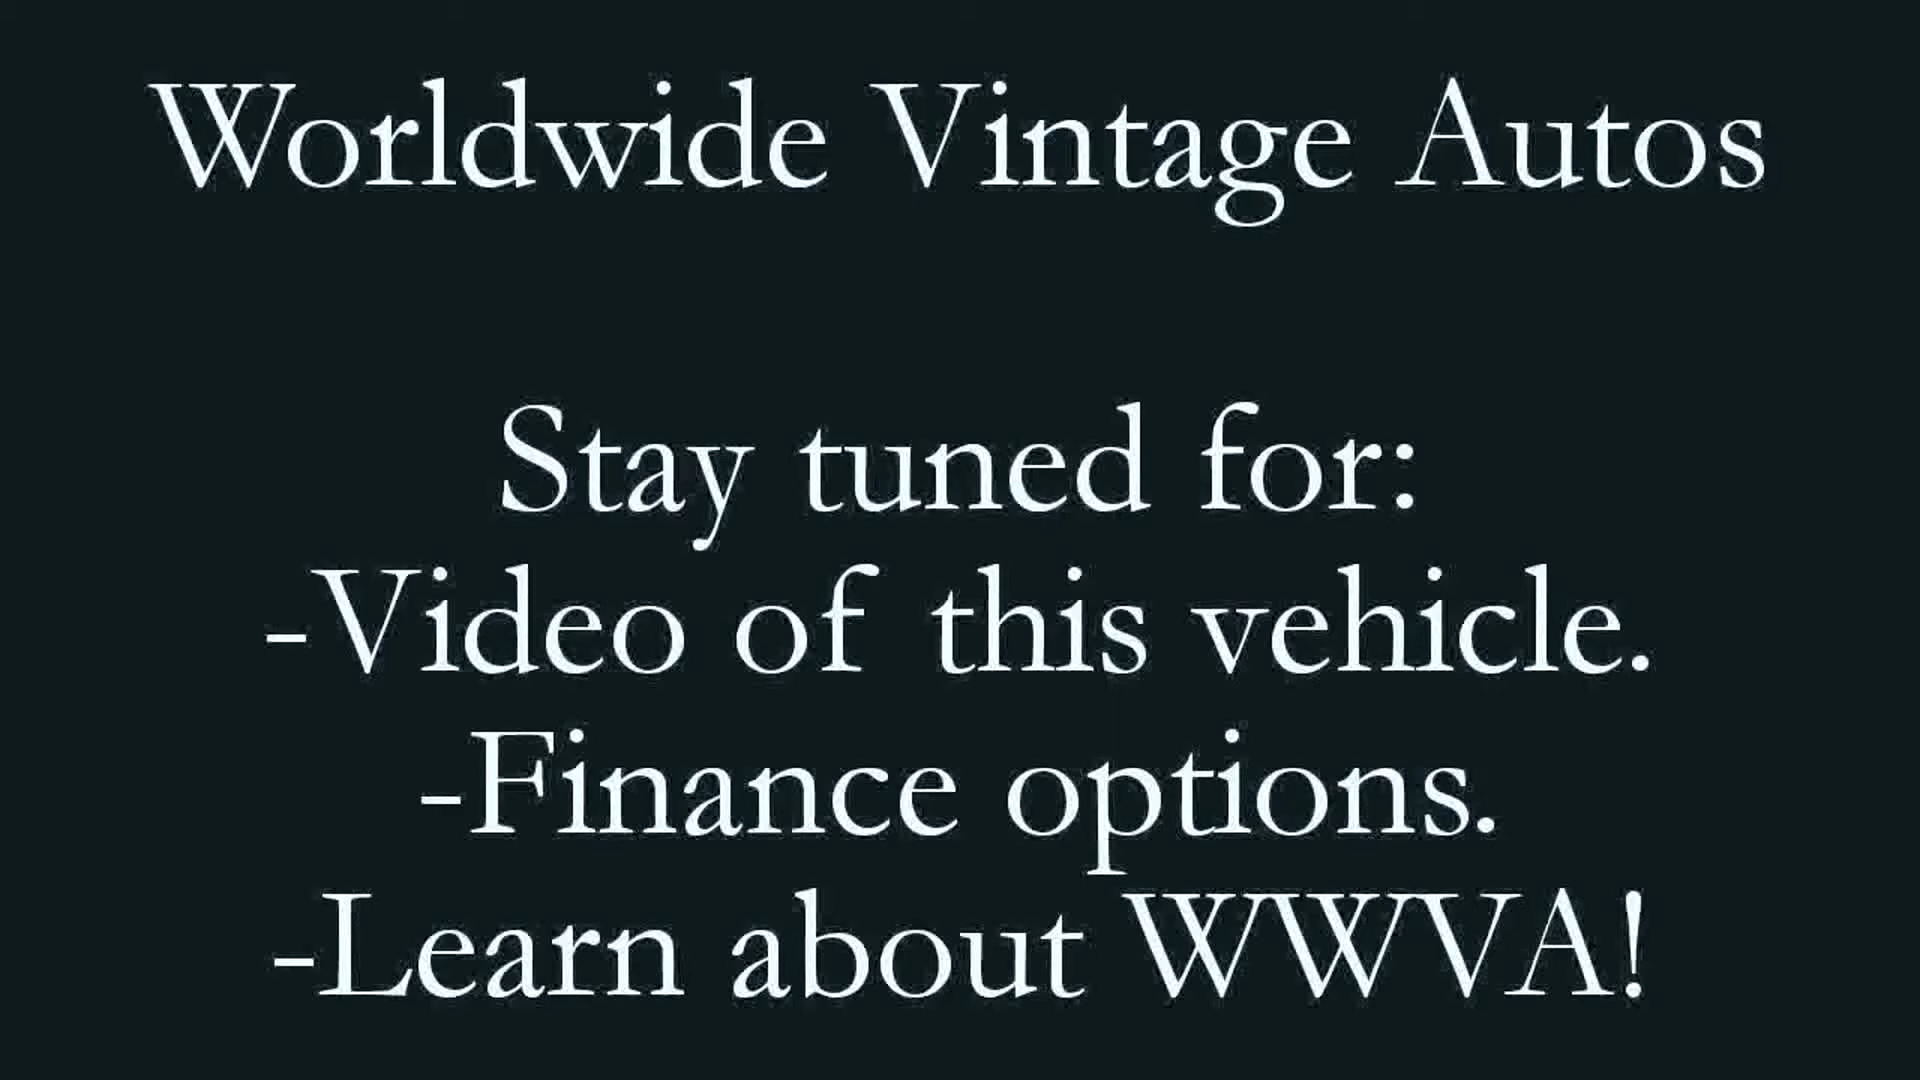 Worldwide Vintage Autos
Stay tuned for:
-Video of this vehicle.
-Finance options.
-Learn about WWVA!